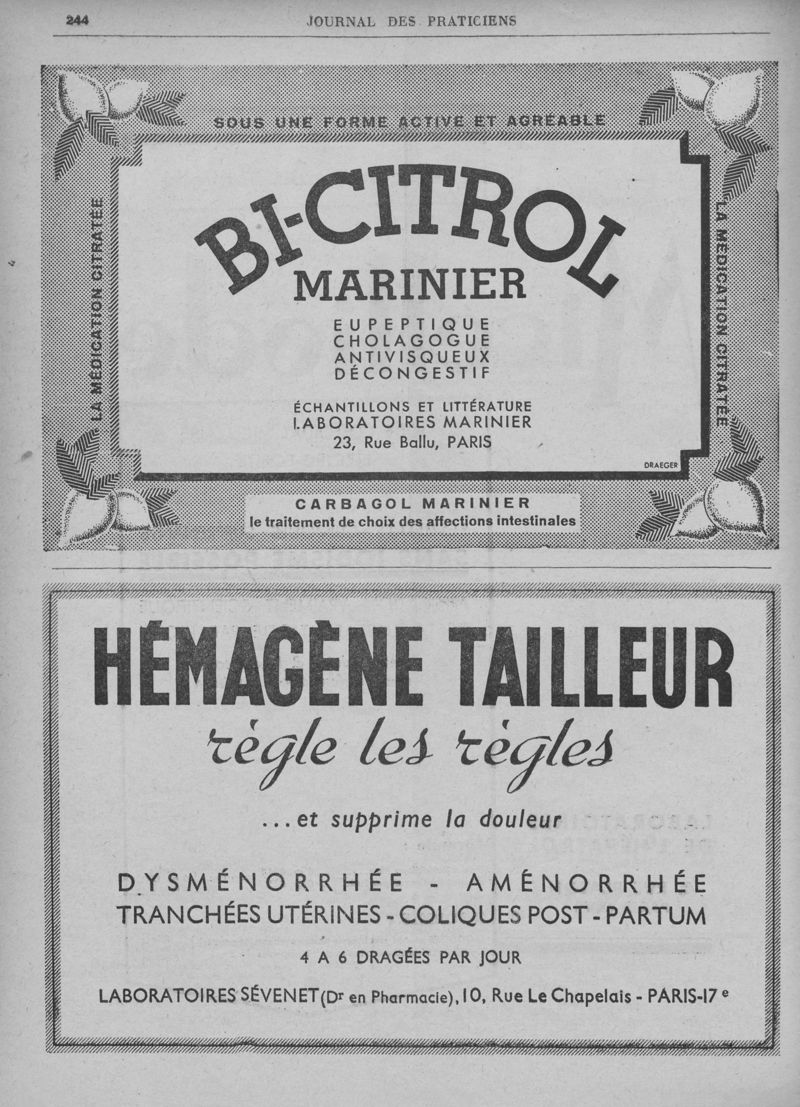 244
JOURNAL DES PRATICIENS
SOUS UNE FORME ACTIVE ET AGRÉABLE
LA MÉDICATION CITRATÉE
LA MÉDICATION CITRATÉE
BI-CITROL
MARINIER
EUPEPTIQUE
CHOLAGOGUE
ANTIVISQUEUX
DÉCONGESTIF
ÉCHANTILLONS ET LITTÉRATURE
LABORATOIRES MARINIER
23, Rue Ballu, PARIS
DRAEGER
CARBAGOL MARINIER
le traitement de choix des affections intestinales
HÉMAGÈNE TAILLEUR
règle les règles
...et supprime la douleur
DYSMÉNORRHÉE - AMÉNORRHÉE
TRANCHÉES UTÉRINES - COLIQUES POST - PARTUM
4 A 6 DRAGÉES PAR JOUR
LABORATOIRES SÉVENET (Dr en Pharmacie), 10, Rue Le Chapelais - PARIS-17e